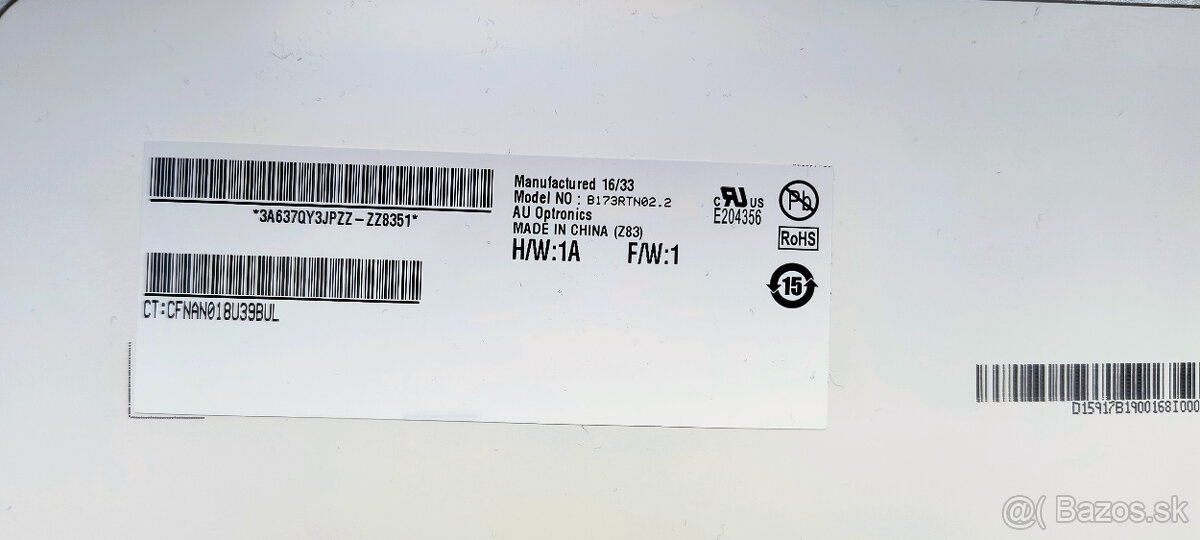 *3A637QY3JPZZ-ZZ8351*
CT:CFNAN018U39BUL
Manufactured 16/33
Model NO : B173RTN02.2
AU Optronics
MADE IN CHINA (Z83)
H/W:1A F/W:1
c RU US
E204356
Pb
RoHS
15
D15917B1900168I000
@( Bazos.sk